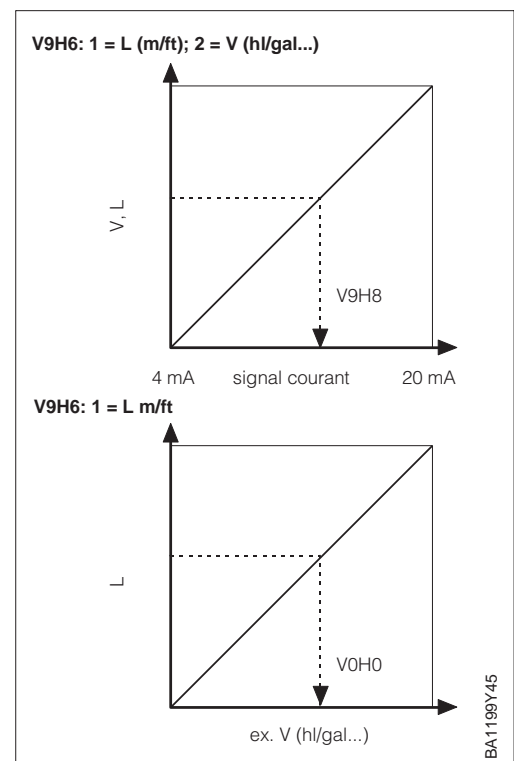 V9H6: 1 = L (m/ft); 2 = V (hl/gal...)
V, L
V9H8
4 mA signal courant 20 mA
V9H6: 1 = L m/ft
L
V0H0
ex. V (hl/gal...)
BA1199Y45